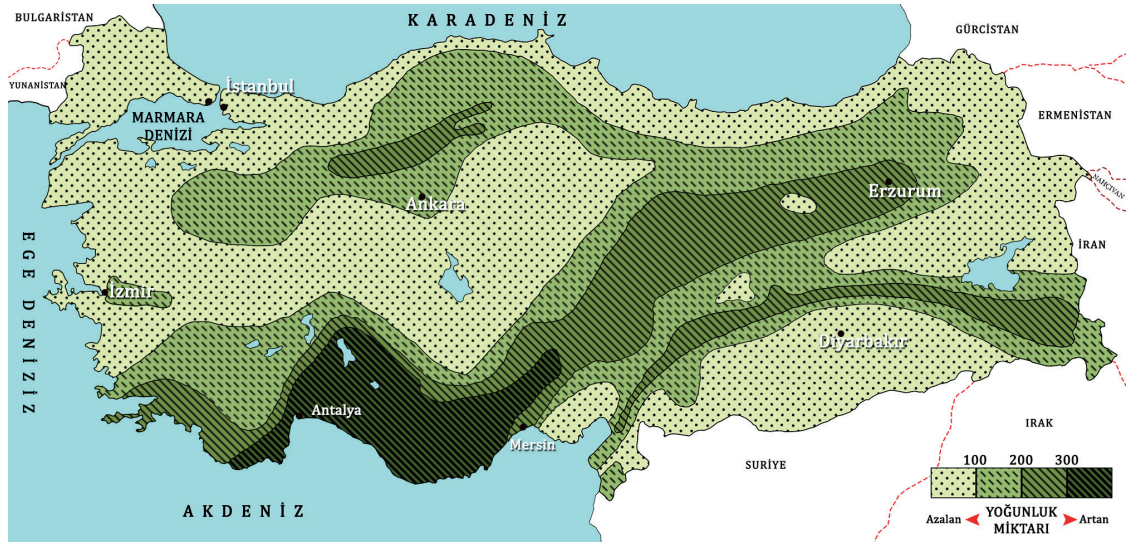 BULGARİSTAN
KARADENİZ
GÜRCİSTAN
YUNANİSTAN
İstanbul
MARMARA
DENİZİ
ERMENİSTAN
NAHÇIVAN
Erzurum
Ankara
İRAN
EGE DENİZİZ
İzmir
Diyarbakır
Antalya
Mersin
IRAK
SURİYE
AKDENİZ
100 200 300
Azalan YOĞUNLUK Artan
MİKTARI